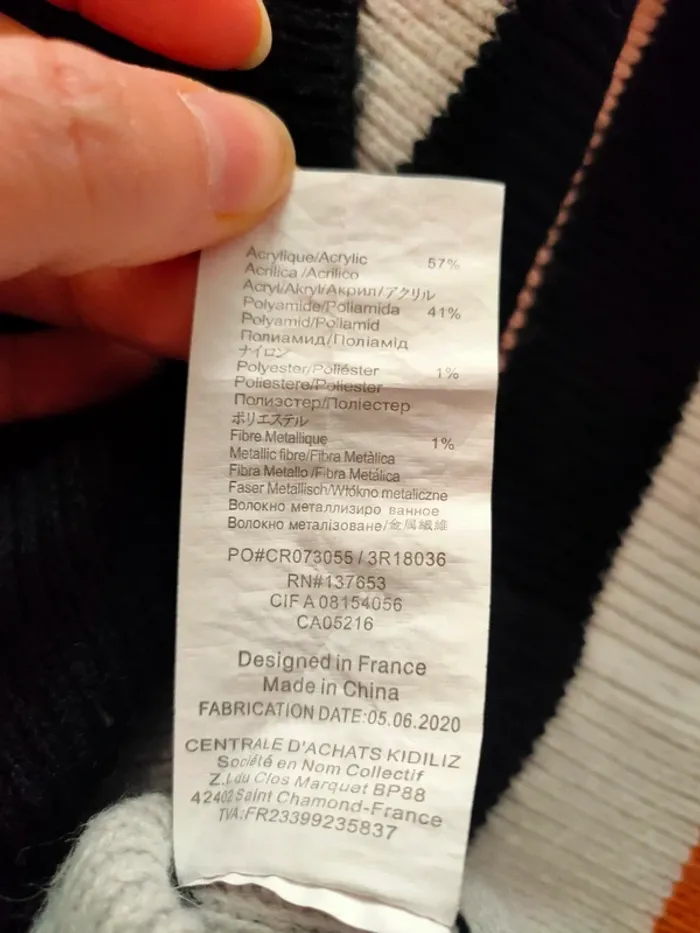 Acrylique/Acrylic 57%
Acrílica /Acrílico
Acryl/Akryl/Акрил/アクリル
Polyamide/Poliamida 41%
Polyamid/Poliamid
Полиамид/Поліамід
ナイロン
Polyester/Poliéster 1%
Poliestere/Poliester
Полиэстер/Поліестер
ポリエステル
Fibre Metallique 1%
Metallic fibre/Fibra Metàlica
Fibra Metallo /Fibra Metálica
Faser Metallisch/Włókno metaliczne
Волокно металлизиро ванное
Волокно металізоване/金属繊維
PO#CR073055 / 3R18036
RN#137653
CIF A 08154056
CA05216
Designed in France
Made in China
FABRICATION DATE:05.06.2020
CENTRALE D'ACHATS KIDILIZ
Société en Nom Collectif
Z.I.du Clos Marquet BP88
42402 Saint Chamond-France
TVA:FR23399235837